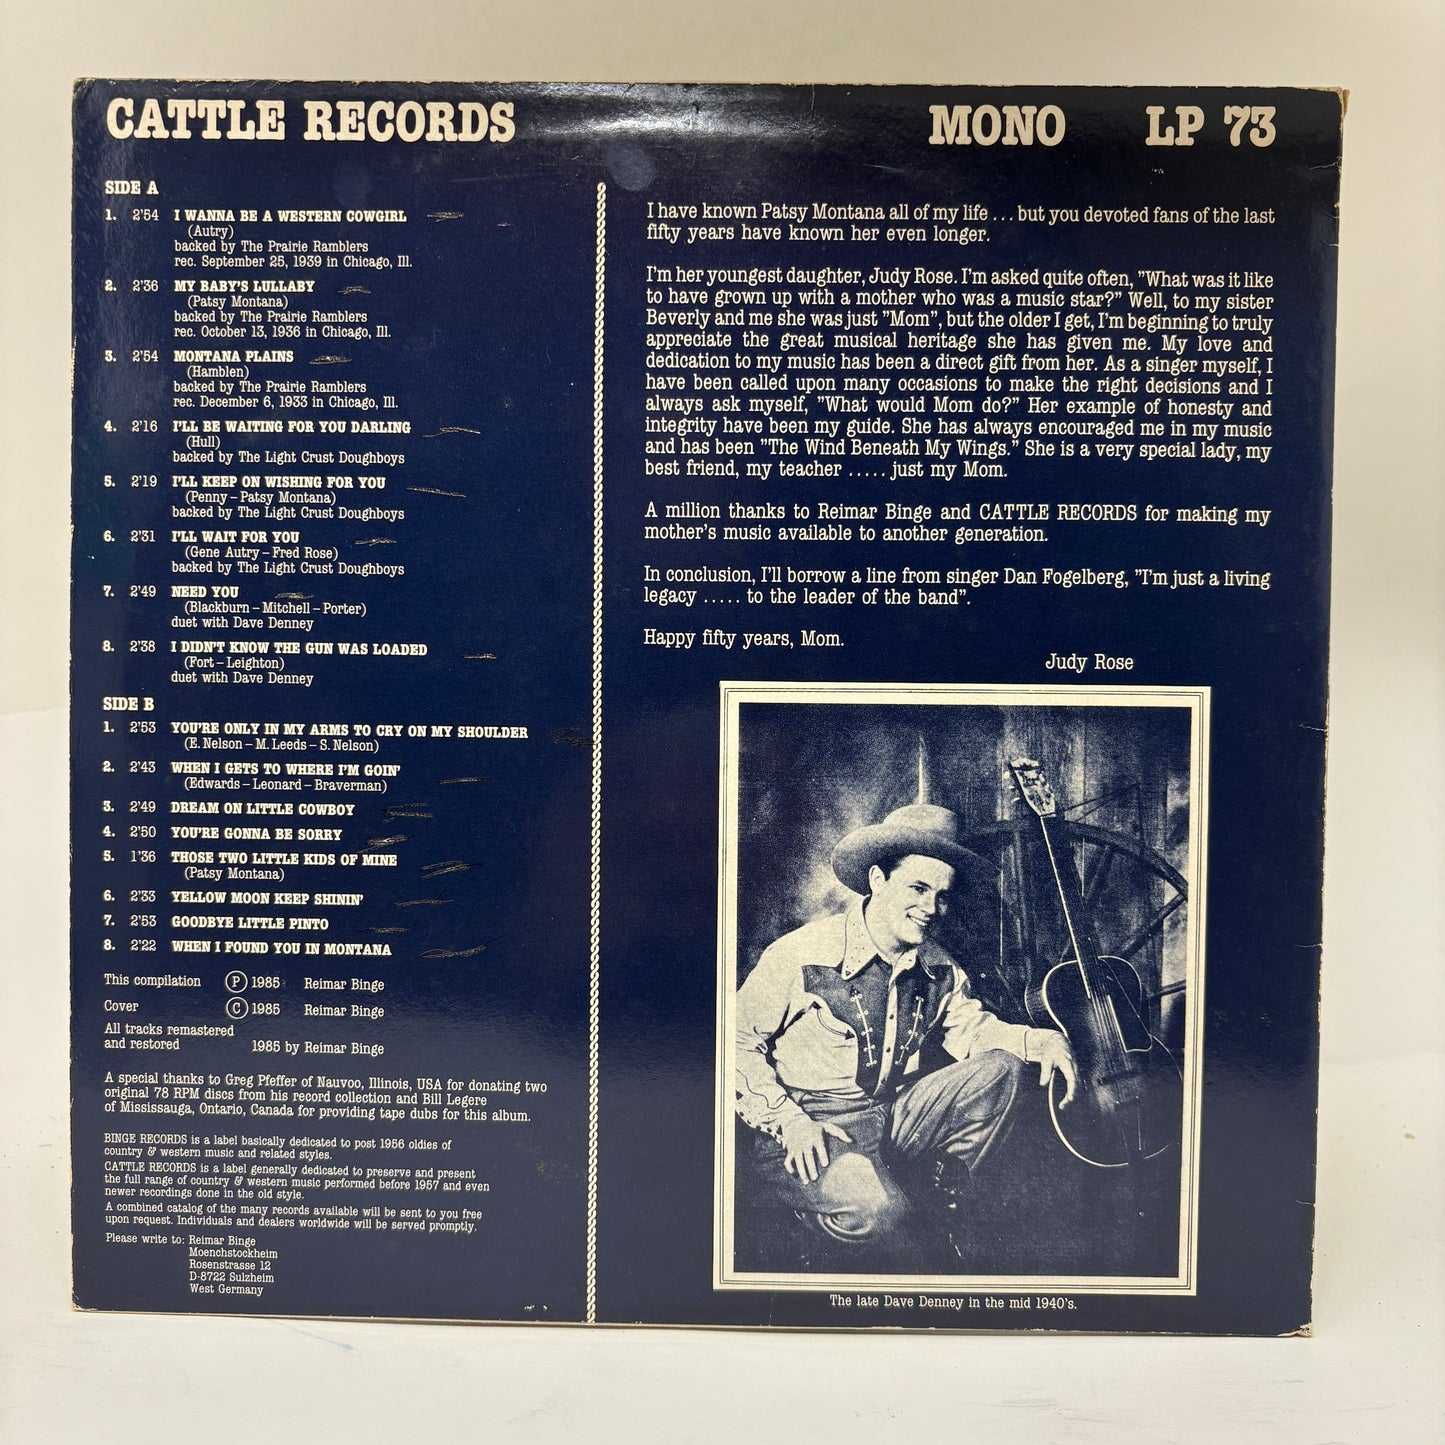 CATTLE RECORDS MONO LP 73
SIDE A
1. 2'54 I WANNA BE A WESTERN COWGIRL
(Autry)
backed by The Prairie Ramblers
rec. September 25, 1939 in Chicago, Ill.
2. 2'36 MY BABY'S LULLABY
(Patsy Montana)
backed by The Prairie Ramblers
rec. October 13, 1936 in Chicago, Ill.
3. 2'54 MONTANA PLAINS
(Hamblen)
backed by The Prairie Ramblers
rec. December 6, 1933 in Chicago, Ill.
4. 2'16 I'LL BE WAITING FOR YOU DARLING
(Hull)
backed by The Light Crust Doughboys
5. 2'19 I'LL KEEP ON WISHING FOR YOU
(Penny – Patsy Montana)
backed by The Light Crust Doughboys
6. 2'31 I'LL WAIT FOR YOU
(Gene Autry – Fred Rose)
backed by The Light Crust Doughboys
7. 2'49 NEED YOU
(Blackburn – Mitchell – Porter)
duet with Dave Denney
8. 2'38 I DIDN'T KNOW THE GUN WAS LOADED
(Fort – Leighton)
duet with Dave Denney
SIDE B
1. 2'53 YOU'RE ONLY IN MY ARMS TO CRY ON MY SHOULDER
(E. Nelson – M. Leeds – S. Nelson)
2. 2'43 WHEN I GETS TO WHERE I'M GOIN'
(Edwards – Leonard – Braverman)
3. 2'49 DREAM ON LITTLE COWBOY
4. 2'50 YOU'RE GONNA BE SORRY
5. 1'36 THOSE TWO LITTLE KIDS OF MINE
(Patsy Montana)
6. 2'33 YELLOW MOON KEEP SHININ'
7. 2'53 GOODBYE LITTLE PINTO
8. 2'22 WHEN I FOUND YOU IN MONTANA
This compilation Ⓟ 1985 Reimar Binge
Cover Ⓒ 1985 Reimar Binge
All tracks remastered
and restored 1985 by Reimar Binge
A special thanks to Greg Pfeffer of Nauvoo, Illinois, USA for donating two
original 78 RPM discs from his record collection and Bill Legere
of Mississauga, Ontario, Canada for providing tape dubs for this album.
BINGE RECORDS is a label basically dedicated to post 1956 oldies of
country & western music and related styles.
CATTLE RECORDS is a label generally dedicated to preserve and present
the full range of country & western music performed before 1957 and even
newer recordings done in the old style.
A combined catalog of the many records available will be sent to you free
upon request. Individuals and dealers worldwide will be served promptly.
Please write to: Reimar Binge
Moenchstockheim
Rosenstrasse 12
D-8722 Sulzheim
West Germany
I have known Patsy Montana all of my life . . . but you devoted fans of the last
fifty years have known her even longer.
I'm her youngest daughter, Judy Rose. I'm asked quite often, "What was it like
to have grown up with a mother who was a music star?" Well, to my sister
Beverly and me she was just "Mom", but the older I get, I'm beginning to truly
appreciate the great musical heritage she has given me. My love and
dedication to my music has been a direct gift from her. As a singer myself, I
have been called upon many occasions to make the right decisions and I
always ask myself, "What would Mom do?" Her example of honesty and
integrity have been my guide. She has always encouraged me in my music
and has been "The Wind Beneath My Wings." She is a very special lady, my
best friend, my teacher . . . . . just my Mom.
A million thanks to Reimar Binge and CATTLE RECORDS for making my
mother's music available to another generation.
In conclusion, I'll borrow a line from singer Dan Fogelberg, "I'm just a living
legacy . . . . . to the leader of the band".
Happy fifty years, Mom.
Judy Rose
The late Dave Denney in the mid 1940's.